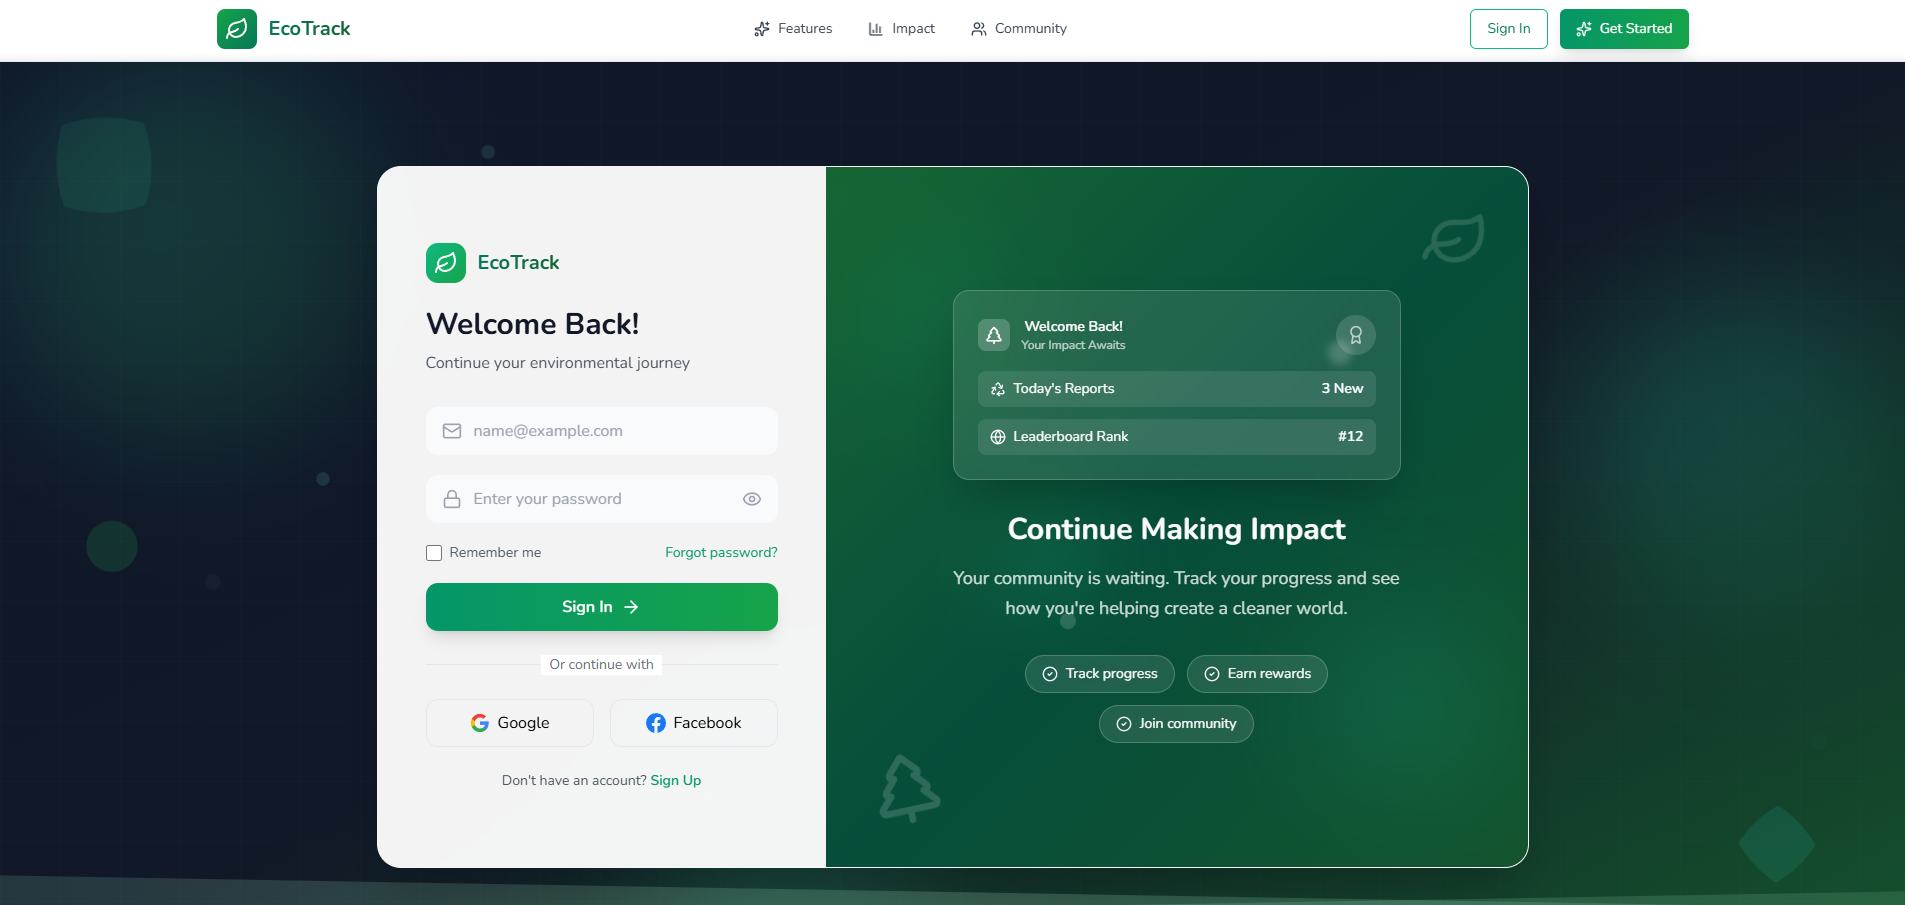 EcoTrack
Features
Impact
Community
Sign In
Get Started
EcoTrack
Welcome Back!
Continue your environmental journey
name@example.com
Enter your password
Remember me
Forgot password?
Sign In
Or continue with
Google
Facebook
Don't have an account? Sign Up
Welcome Back!
Your Impact Awaits
Today's Reports
3 New
Leaderboard Rank
#12
Continue Making Impact
Your community is waiting. Track your progress and see
how you're helping create a cleaner world.
Track progress
Earn rewards
Join community